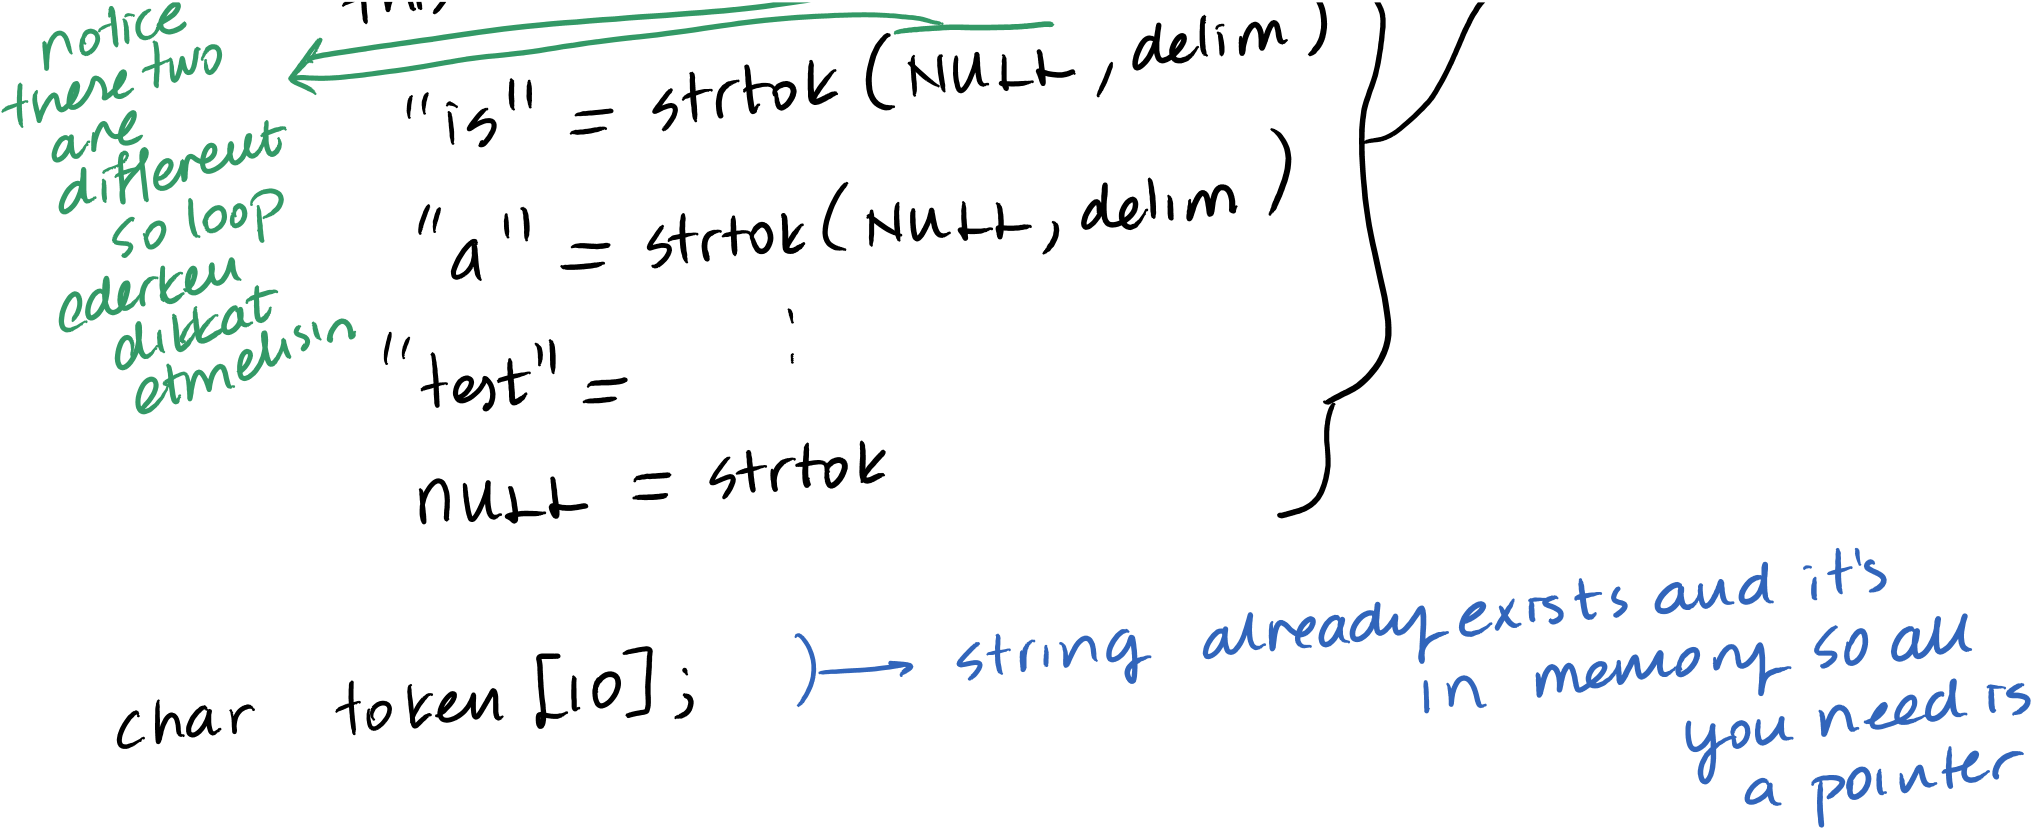 notice
these two
are
different
so loop
ederken
dikkat
etmelisin
"is" = strtok (NULL, delim)
"a" = strtok (NULL, delim)
"test" =
NULL = strtok
char token [10];
string already exists and it's
in memory so all
you need is
a pointer